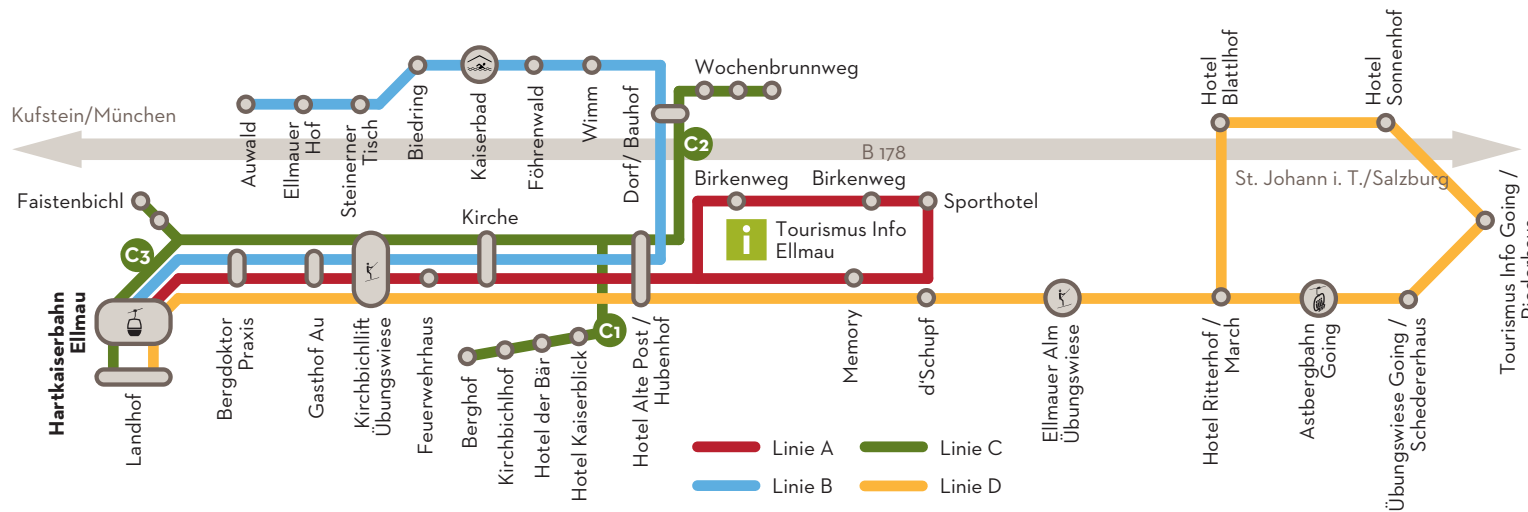 Kufstein/München
Auwald
Ellmauer
Hof
Steinerner
Tisch
Biedring
Kaiserbad
Föhrenwald
Wimm
Dorf/ Bauhof
Wochenbrunnweg
C2
B 178
Hotel
Blattlhof
Hotel
Sonnenhof
St. Johann i. T./Salzburg
Faistenbichl
C3
Kirche
Birkenweg
Birkenweg
Sporthotel
i
Tourismus Info
Ellmau
Hartkaiserbahn
Ellmau
Landhof
Bergdoktor
Praxis
Gasthof Au
Kirchbichllift
Übungswiese
Feuerwehrhaus
Berghof
Kirchbichlhof
Hotel der Bär
Hotel Kaiserblick
C1
Hotel Alte Post /
Hubenhof
Memory
d'Schupf
Ellmauer Alm
Übungswiese
Hotel Ritterhof /
March
Astbergbahn
Going
Übungswiese Going /
Schedererhaus
Tourismus Info Going /
Linie A
Linie C
Linie B
Linie D